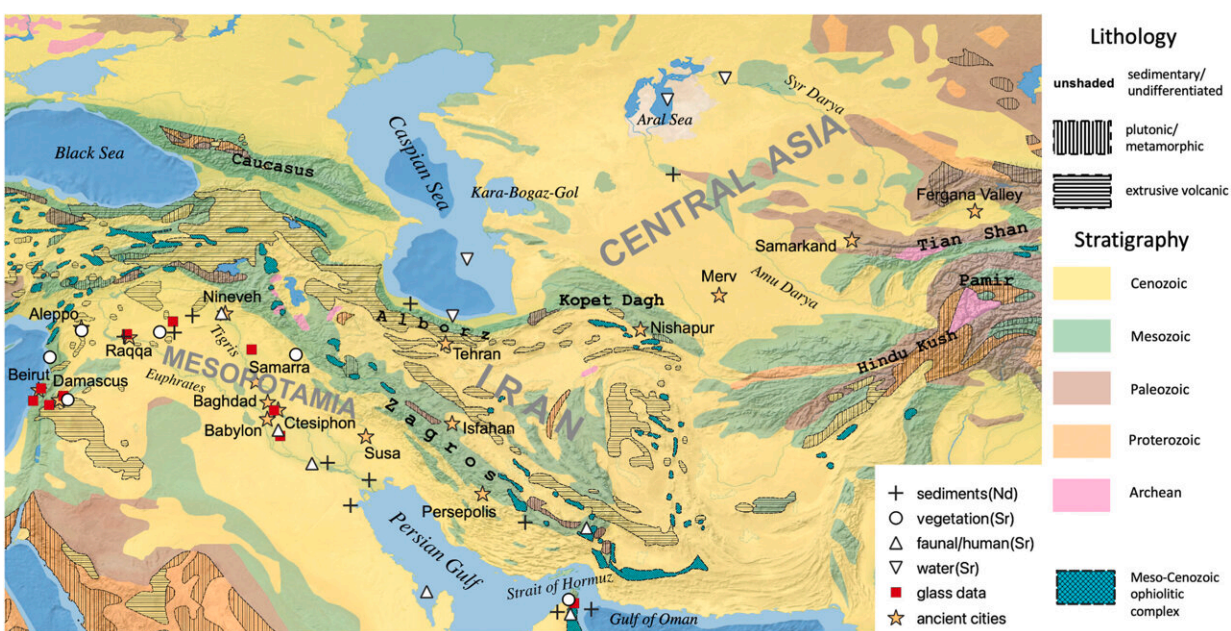 Black Sea
Caucasus
Caspian Sea
Kara-Bogaz-Gol
Aral Sea
Syr Darya
CENTRAL ASIA
Fergana Valley
Samarkand
Tian Shan
Merv
Amu Darya
Pamir
Kopet Dagh
Nishapur
Hindu Kush
Alborz
Tehran
IRAN
Nineveh
Aleppo
Raqqa
Tigris
MESOPOTAMIA
Samarra
Beirut
Damascus
Euphrates
Baghdad
Ctesiphon
Babylon
Zagros
Isfahan
Susa
Persepolis
Persian Gulf
Strait of Hormuz
Gulf of Oman
sediments(Nd)
vegetation(Sr)
faunal/human(Sr)
water(Sr)
glass data
ancient cities
Lithology
unshaded
sedimentary/
undifferentiated
plutonic/
metamorphic
extrusive volcanic
Stratigraphy
Cenozoic
Mesozoic
Paleozoic
Proterozoic
Archean
Meso-Cenozoic
ophiolitic
complex